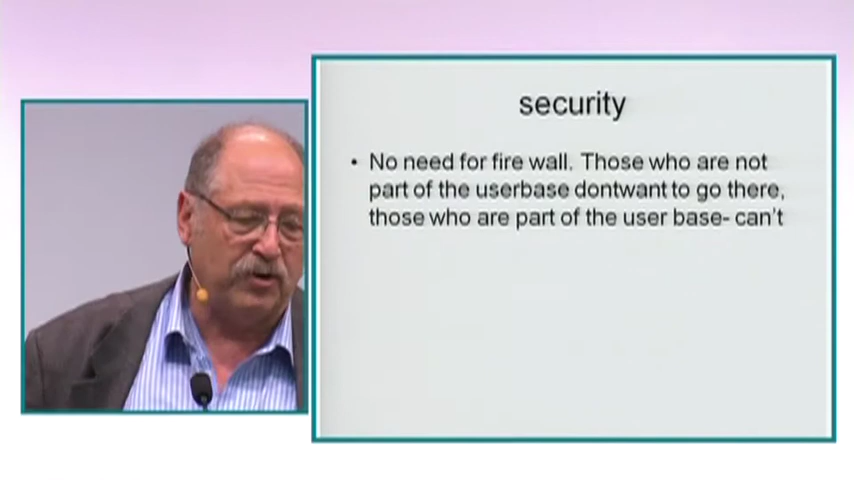 security
• No need for fire wall. Those who are not
part of the userbase dontwant to go there,
those who are part of the user base- can't